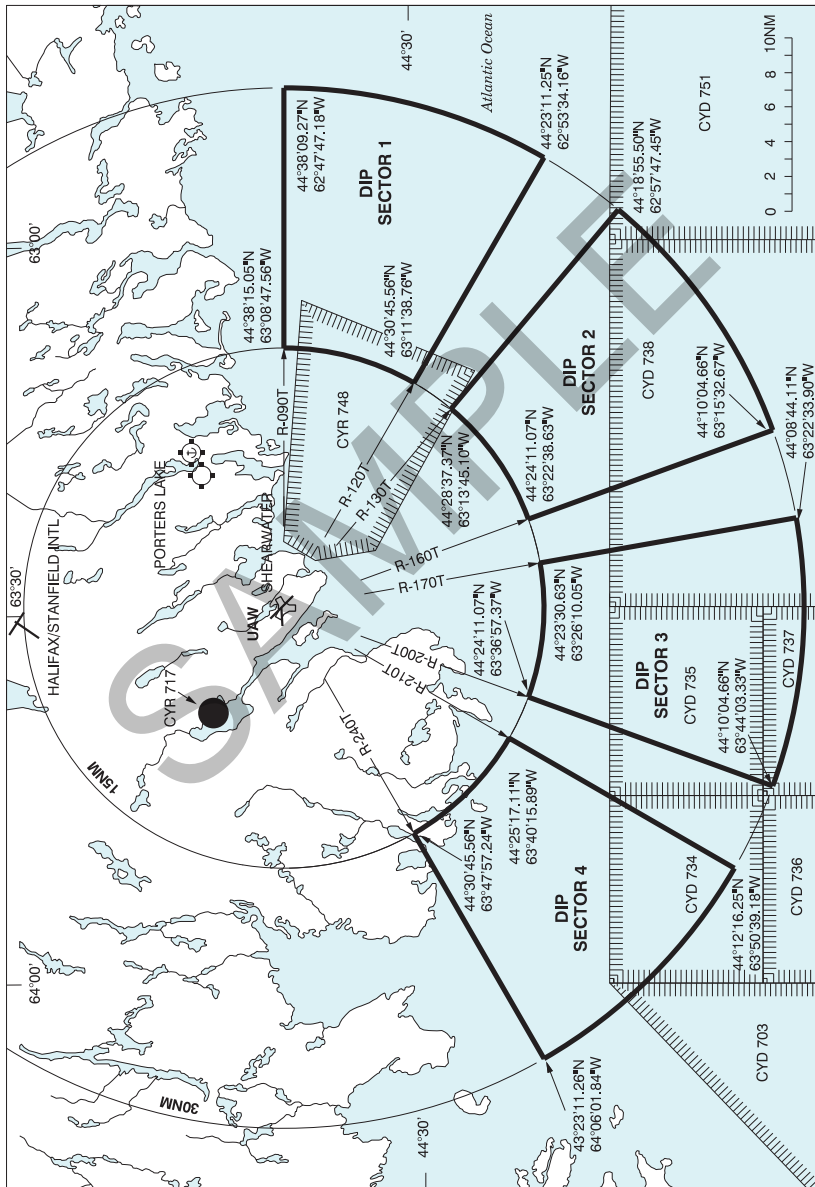 HALIFAX/STANFIELD INTL
63°30'
63°00'
64°00'
15NM
30NM
CYR 717
PORTERS LAKE
UAW
SHEARWATER
R-090T
CYR 748
R-120T
R-130T
R-160T
R-170T
R-200T
R-210T
R-240T
44°38'15.05"N
63°08'47.56"W
44°38'09.27"N
62°47'47.18"W
DIP
SECTOR 1
44°30'45.56"N
63°11'38.76"W
44°30'
Atlantic Ocean
44°23'11.25"N
62°53'34.16"W
44°28'37.37"N
63°13'45.10"W
44°18'55.50"N
62°57'47.45"W
DIP
SECTOR 2
44°24'11.07"N
63°22'38.63"W
CYD 738
44°10'04.66"N
63°15'32.67"W
CYD 751
0 2 4 6 8 10NM
44°08'44.11"N
63°22'33.90"W
44°23'30.63"N
63°26'10.05"W
44°24'11.07"N
63°36'57.37"W
DIP
SECTOR 3
CYD 735
CYD 737
44°10'04.66"N
63°44'03.33"W
44°25'17.11"N
63°40'15.89"W
44°30'45.56"N
63°47'57.24"W
DIP
SECTOR 4
CYD 734
44°12'16.25"N
63°50'39.18"W
CYD 736
CYD 703
43°23'11.26"N
64°06'01.84"W
44°30'
SAMPLE